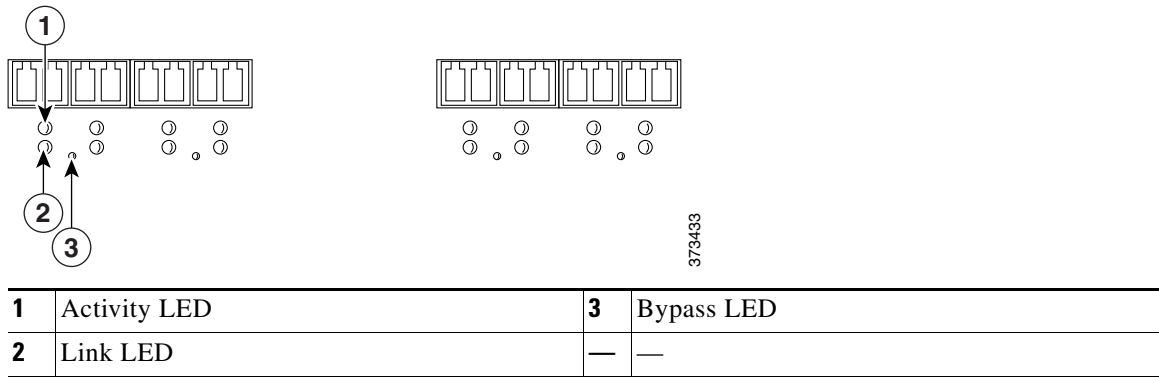 1
2
3
373433
1 Activity LED 3 Bypass LED
2 Link LED — —